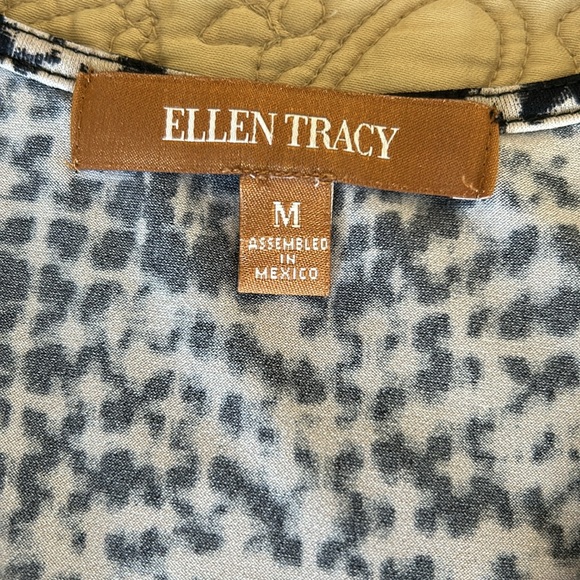 ELLEN TRACY
M
ASSEMBLED
IN
MEXICO